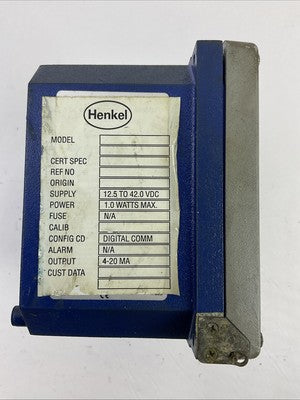 Henkel
MODEL
CERT SPEC
REF NO
ORIGIN
SUPPLY 12.5 TO 42.0 VDC
POWER 1.0 WATTS MAX.
FUSE N/A
CALIB
CONFIG CD DIGITAL COMM
ALARM N/A
OUTPUT 4-20 MA
CUST DATA